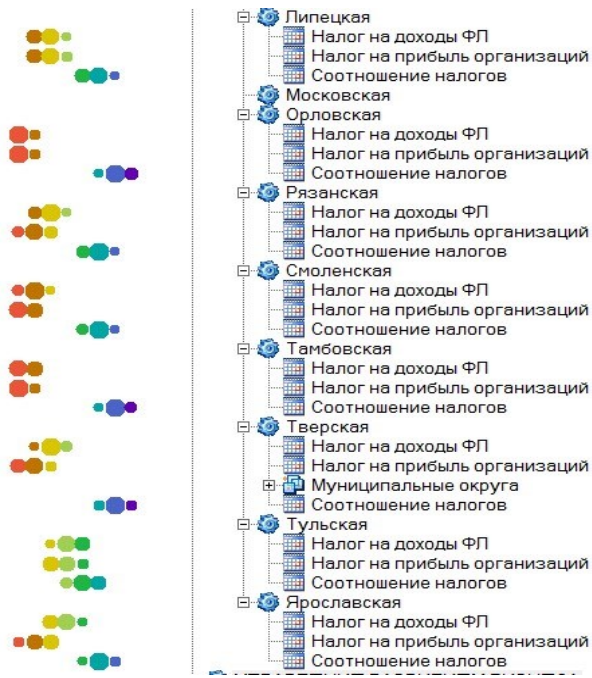 Липецкая
Налог на доходы ФЛ
Налог на прибыль организаций
Соотношение налогов
Московская
Орловская
Налог на доходы ФЛ
Налог на прибыль организаций
Соотношение налогов
Рязанская
Налог на доходы ФЛ
Налог на прибыль организаций
Соотношение налогов
Смоленская
Налог на доходы ФЛ
Налог на прибыль организаций
Соотношение налогов
Тамбовская
Налог на доходы ФЛ
Налог на прибыль организаций
Соотношение налогов
Тверская
Налог на доходы ФЛ
Налог на прибыль организаций
Муниципальные округа
Соотношение налогов
Тульская
Налог на доходы ФЛ
Налог на прибыль организаций
Соотношение налогов
Ярославская
Налог на доходы ФЛ
Налог на прибыль организаций
Соотношение налогов